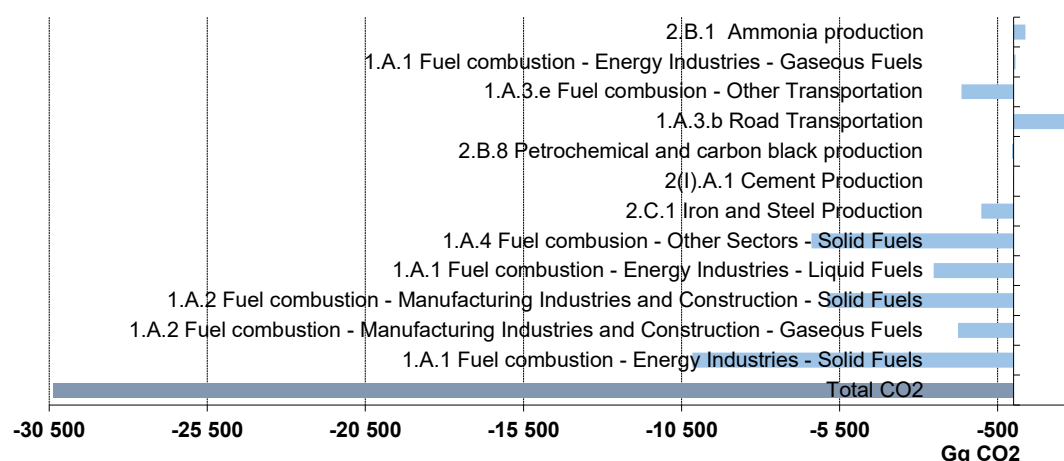 2.B.1  Ammonia production
1.A.1 Fuel combustion - Energy Industries - Gaseous Fuels
1.A.3.e Fuel combusion - Other Transportation
1.A.3.b Road Transportation
2.B.8 Petrochemical and carbon black production
2(I).A.1 Cement Production
2.C.1 Iron and Steel Production
1.A.4 Fuel combusion - Other Sectors - Solid Fuels
1.A.1 Fuel combustion - Energy Industries - Liquid Fuels
1.A.2 Fuel combustion - Manufacturing Industries and Construction - Solid Fuels
1.A.2 Fuel combustion - Manufacturing Industries and Construction - Gaseous Fuels
1.A.1 Fuel combustion - Energy Industries - Solid Fuels
Total CO2
-30 500 -25 500 -20 500 -15 500 -10 500 -5 500 -500
Gg CO2